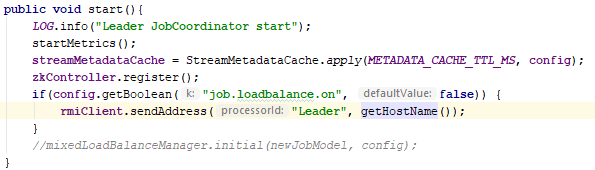 public void start(){
LOG.info("Leader JobCoordinator start");
startMetrics();
streamMetadataCache = StreamMetadataCache.apply(METADATA_CACHE_TTL_MS, config);
zkController.register();
if(config.getBoolean( k: "job.loadbalance.on", defaultValue: false)) {
rmiClient.sendAddress( processorId: "Leader", getHostName());
}
//mixedLoadBalanceManager.initial(newJobModel, config);
}